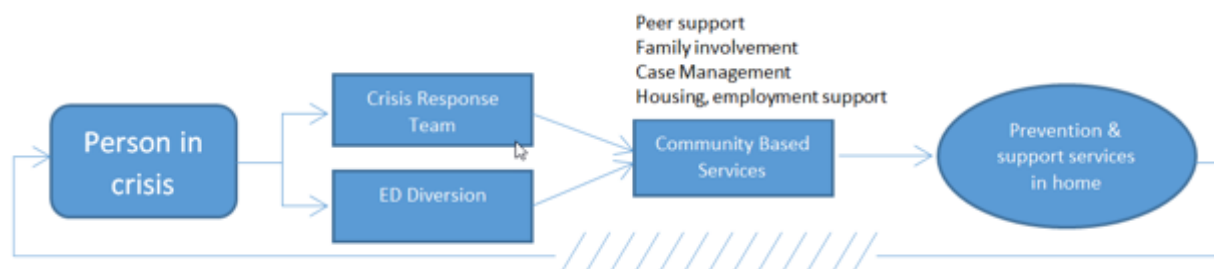 Peer support
Family involvement
Case Management
Housing, employment support
Person in
crisis
Crisis Response
Team
ED Diversion
Community Based
Services
Prevention &
support services
in home